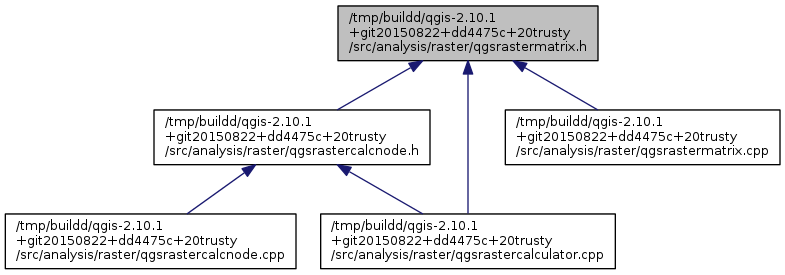 /tmp/buildd/qgis-2.10.1
+git20150822+dd4475c+20trusty
/src/analysis/raster/qgsrastermatrix.h
/tmp/buildd/qgis-2.10.1
+git20150822+dd4475c+20trusty
/src/analysis/raster/qgsrastercalcnode.h
/tmp/buildd/qgis-2.10.1
+git20150822+dd4475c+20trusty
/src/analysis/raster/qgsrastermatrix.cpp
/tmp/buildd/qgis-2.10.1
+git20150822+dd4475c+20trusty
/src/analysis/raster/qgsrastercalcnode.cpp
/tmp/buildd/qgis-2.10.1
+git20150822+dd4475c+20trusty
/src/analysis/raster/qgsrastercalculator.cpp